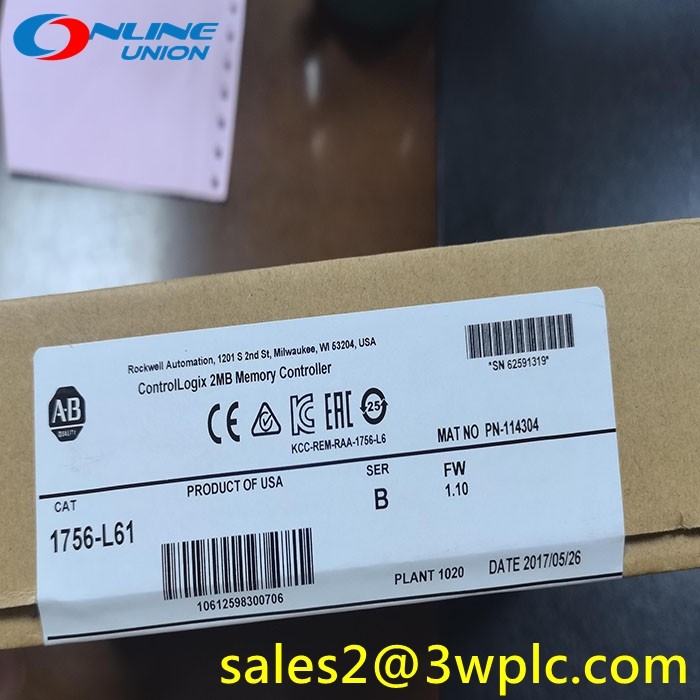 ONLINE
UNION
Rockwell Automation, 1201 S 2nd St, Milwaukee, WI 53204, USA
ControlLogix 2MB Memory Controller
*SN 62591319*
A-B
QUALITY
CE
EAC
25
KCC-REM-RAA-1756-L6
MAT NO PN-114304
CAT
PRODUCT OF USA
SER
FW
1756-L61
B
1.10
10612598300706
PLANT 1020
DATE 2017/05/26
sales2@3wplc.com